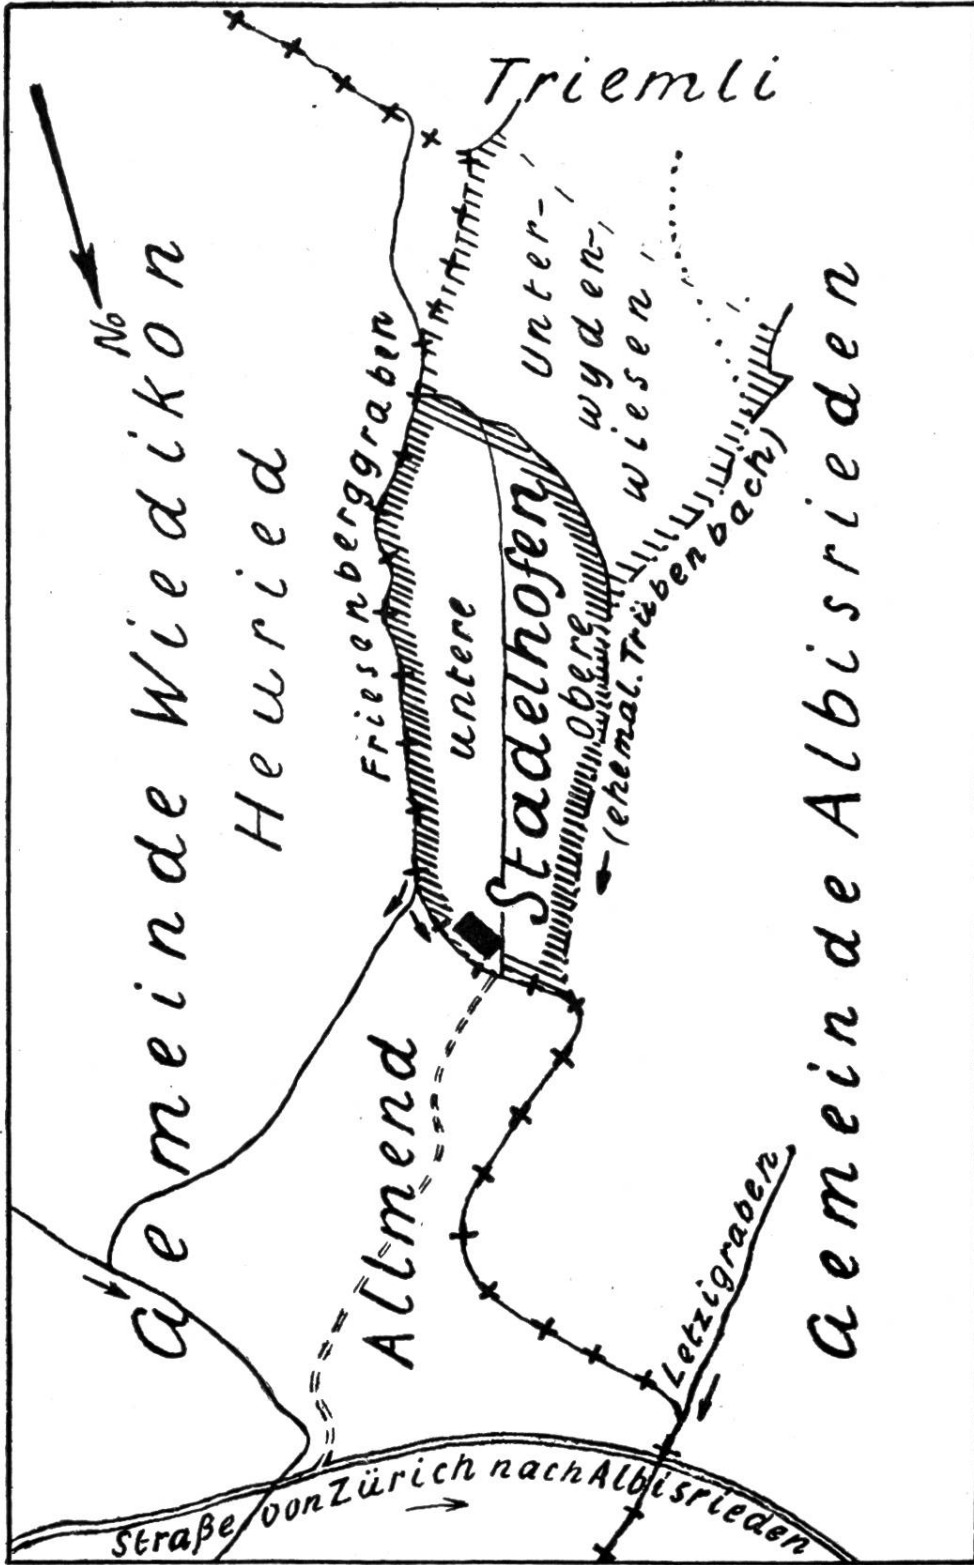 Triemli
No
Gemeinde Wiedikon
Heuried
Friesenberggraben
untere
Stadelhofen
Obere
(ehemal. Trübenbach)
Unter-
wyden-
wiesen
Gemeinde Albisrieden
Allmend
Letzigraben
Straße von Zürich nach Albisrieden